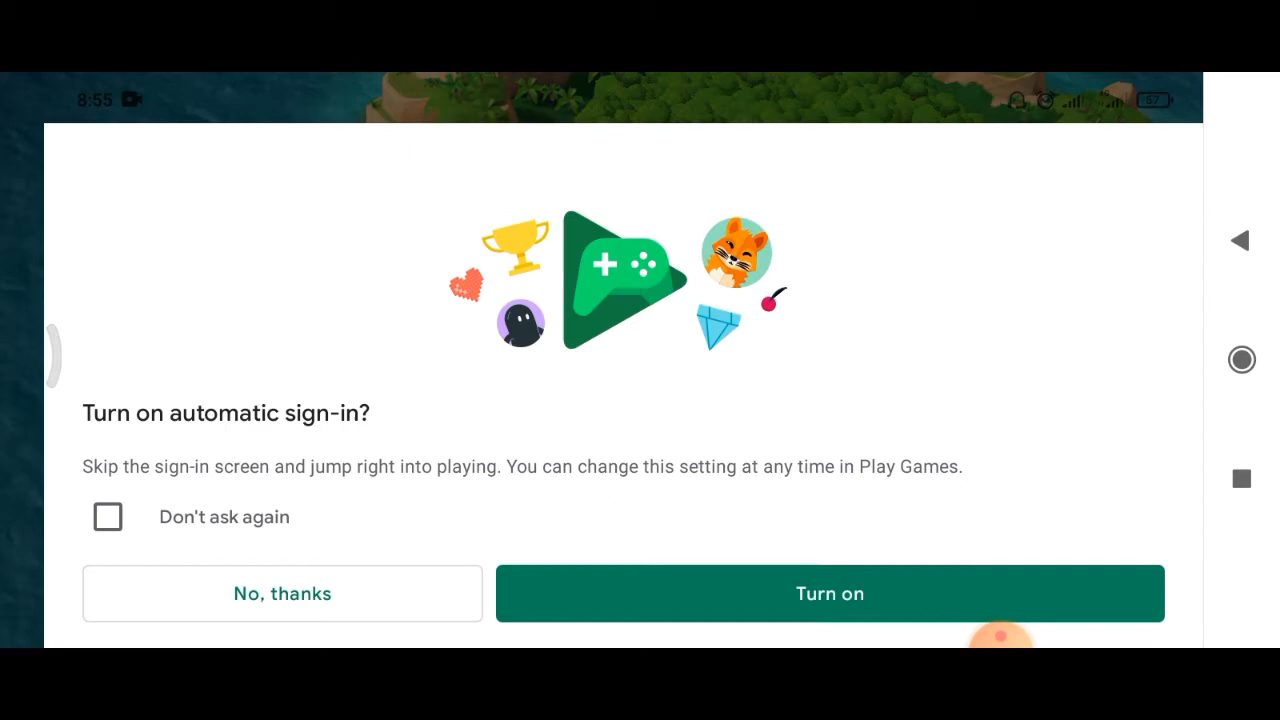 8:55
57
Turn on automatic sign-in?
Skip the sign-in screen and jump right into playing. You can change this setting at any time in Play Games.
Don't ask again
No, thanks
Turn on